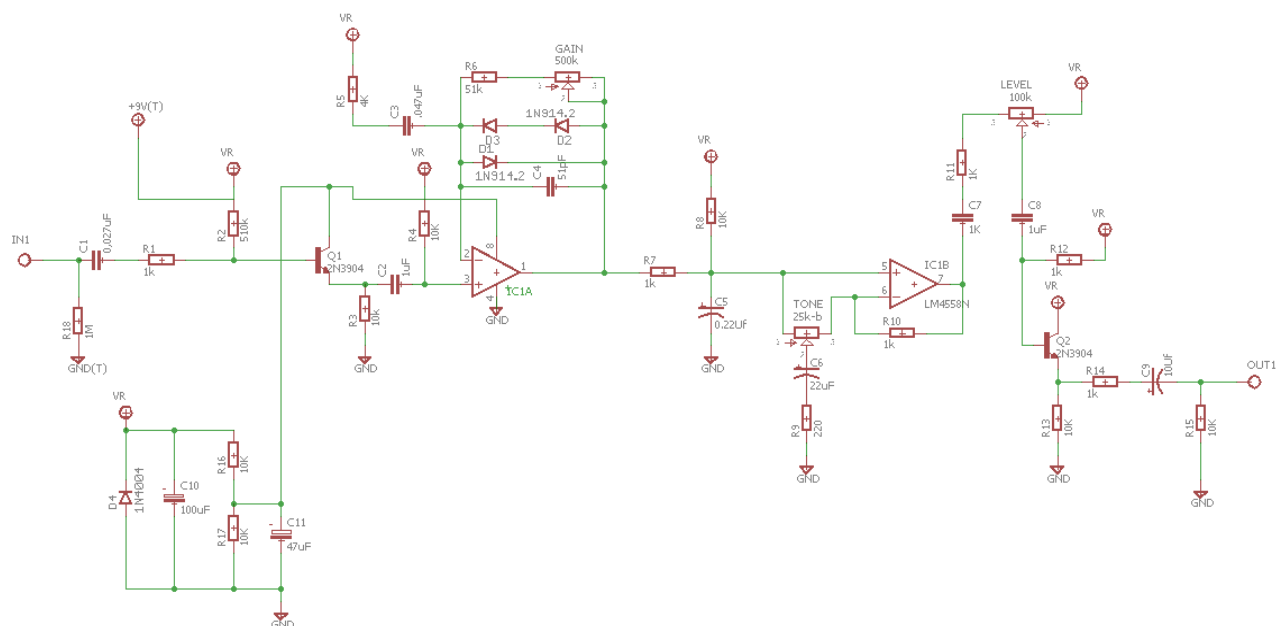 VR
R5
4K
C3
.047uF
R6
51k
GAIN
500k
1N914.2
D3
D2
D1
1N914.2
C4
51pF
+9V(T)
VR
R2
510k
VR
R4
10K
IN1
C1
0.027uF
R1
1k
Q1
2N3904
C2
1uF
R3
10k
GND
R18
1M
GND(T)
2
3
8
4
1
IC1A
GND
R7
1k
VR
R8
10K
C5
0.22Uf
GND
TONE
25k-b
C6
22uF
R9
220
GND
5
6
7
IC1B
LM4558N
R10
1k
R11
1K
C7
1K
LEVEL
100k
VR
C8
1uF
R12
1k
VR
VR
Q2
2N3904
R13
10K
GND
R14
1k
C9
10UF
R15
10K
GND
OUT1
VR
D4
1N4004
C10
100uF
R16
10K
R17
10K
C11
47uF
GND